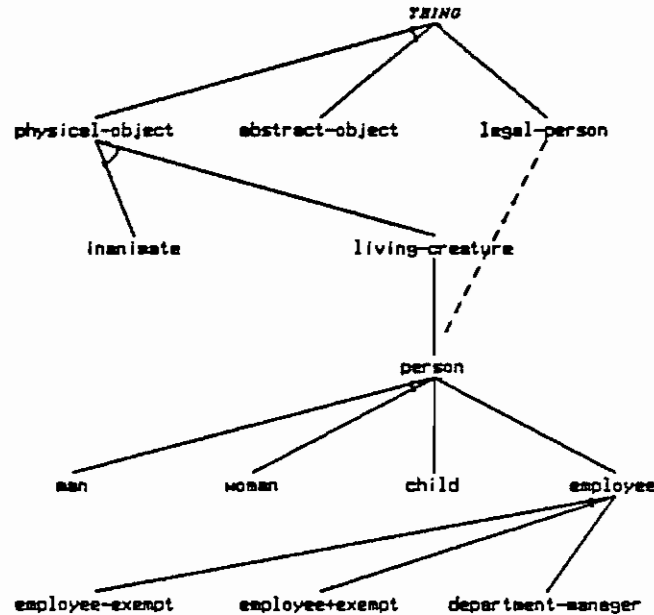 THING
physical-object abstract-object legal-person
inanimate living-creature
person
man woman child employee
employee-exempt employee+exempt department-manager